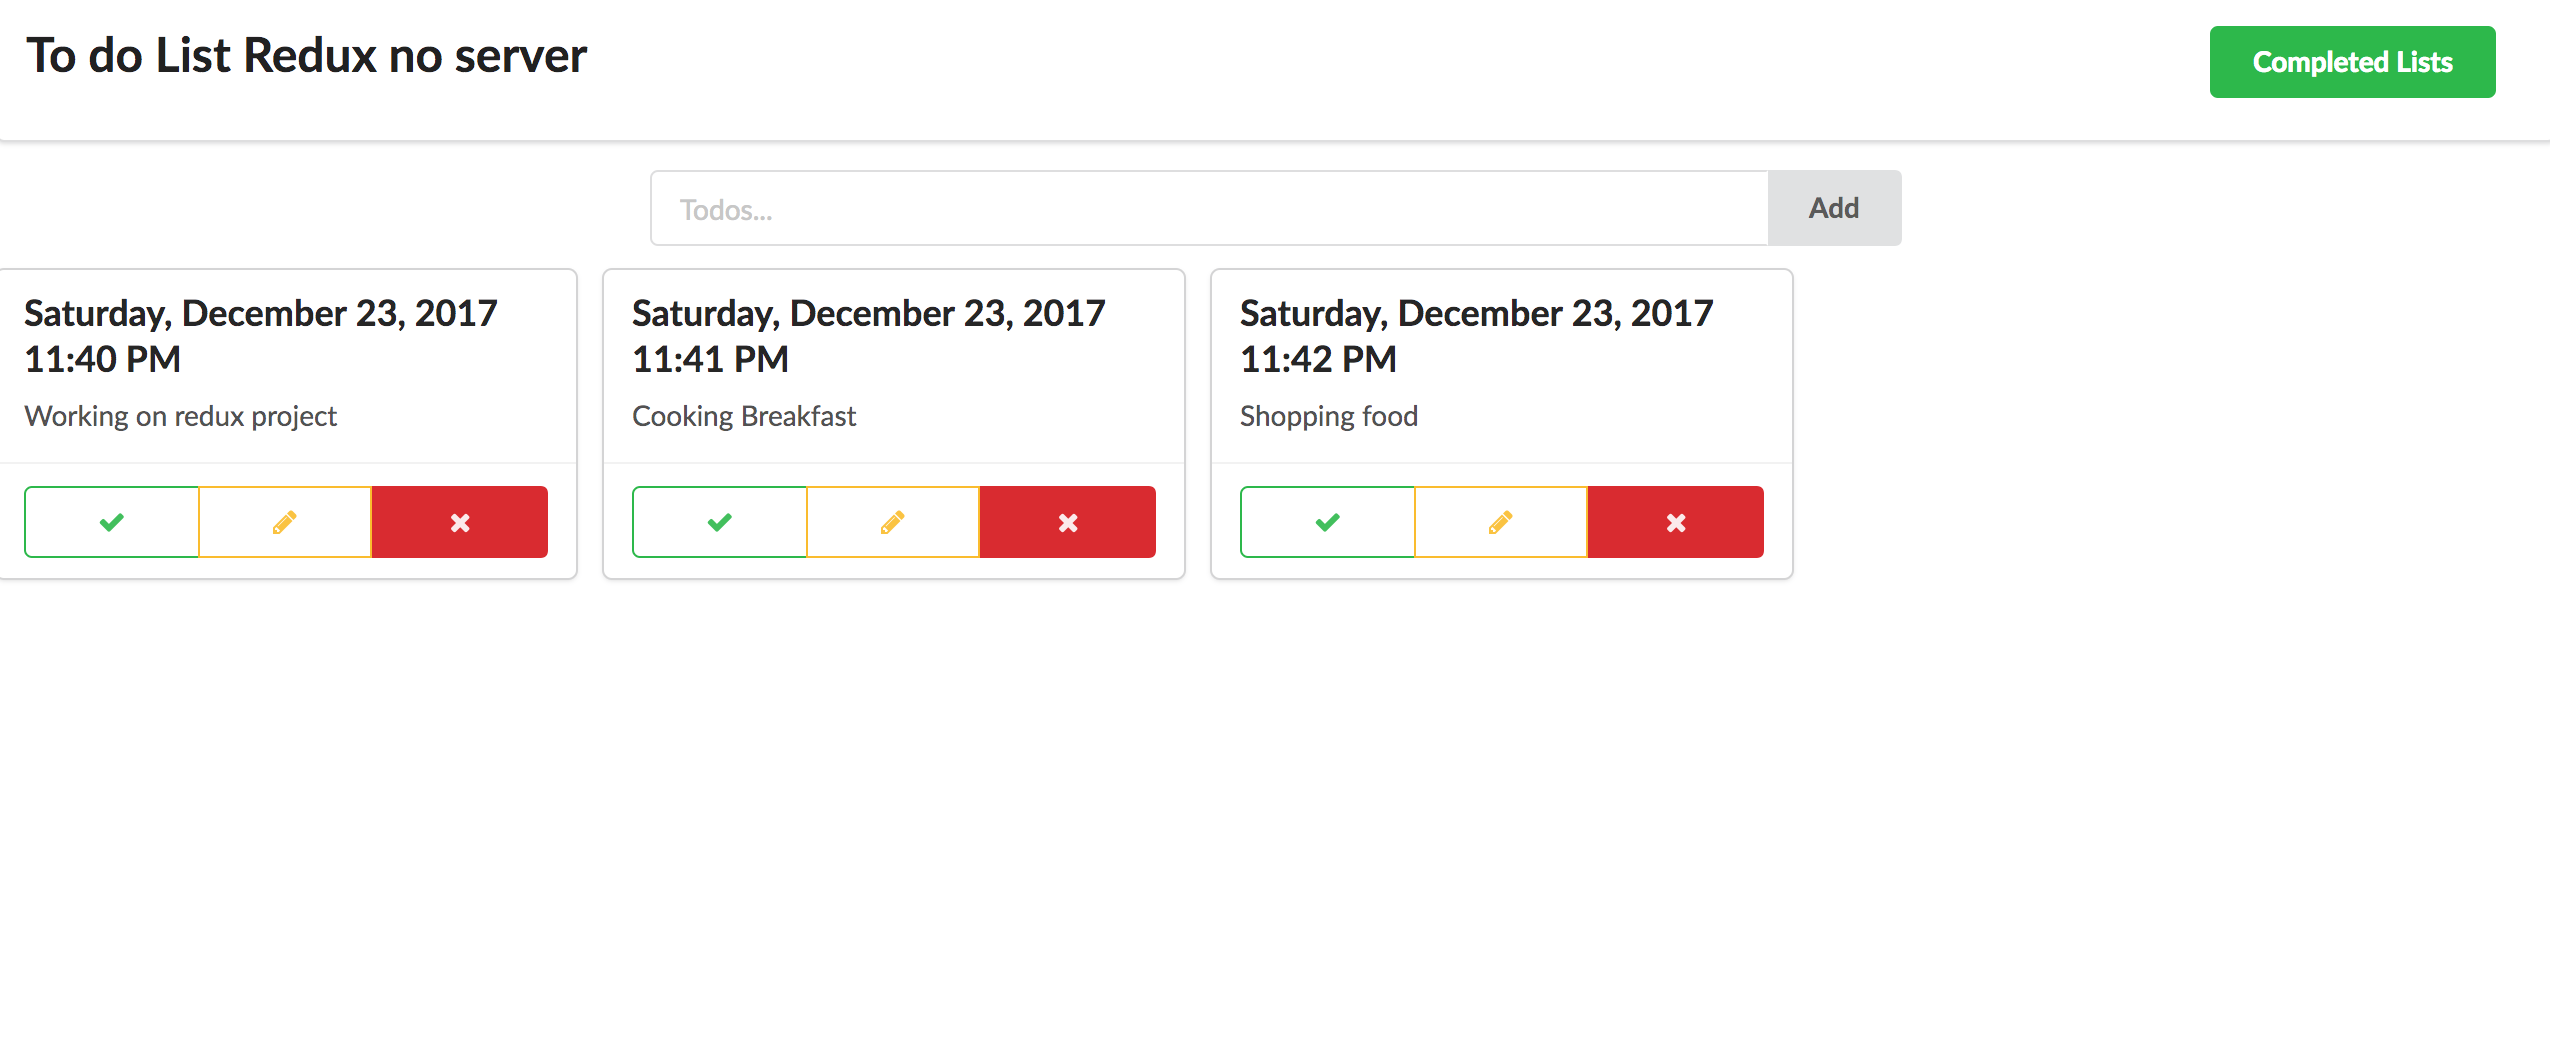 To do List Redux no server
Completed Lists
Todos...
Add
Saturday, December 23, 2017
11:40 PM
Working on redux project
Saturday, December 23, 2017
11:41 PM
Cooking Breakfast
Saturday, December 23, 2017
11:42 PM
Shopping food